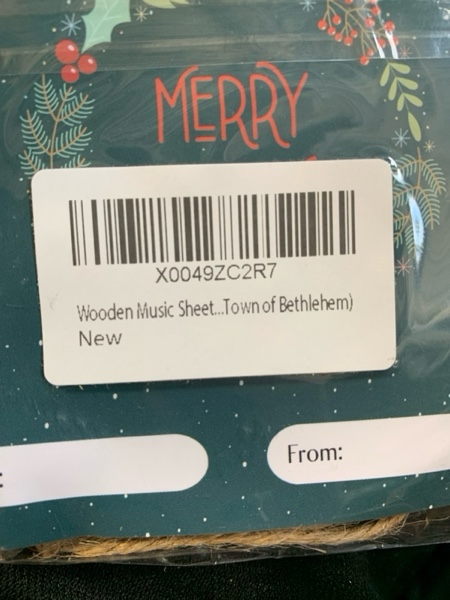 MERRY
X0049ZC2R7
Wooden Music Sheet...Town of Bethlehem)
New
:
From: